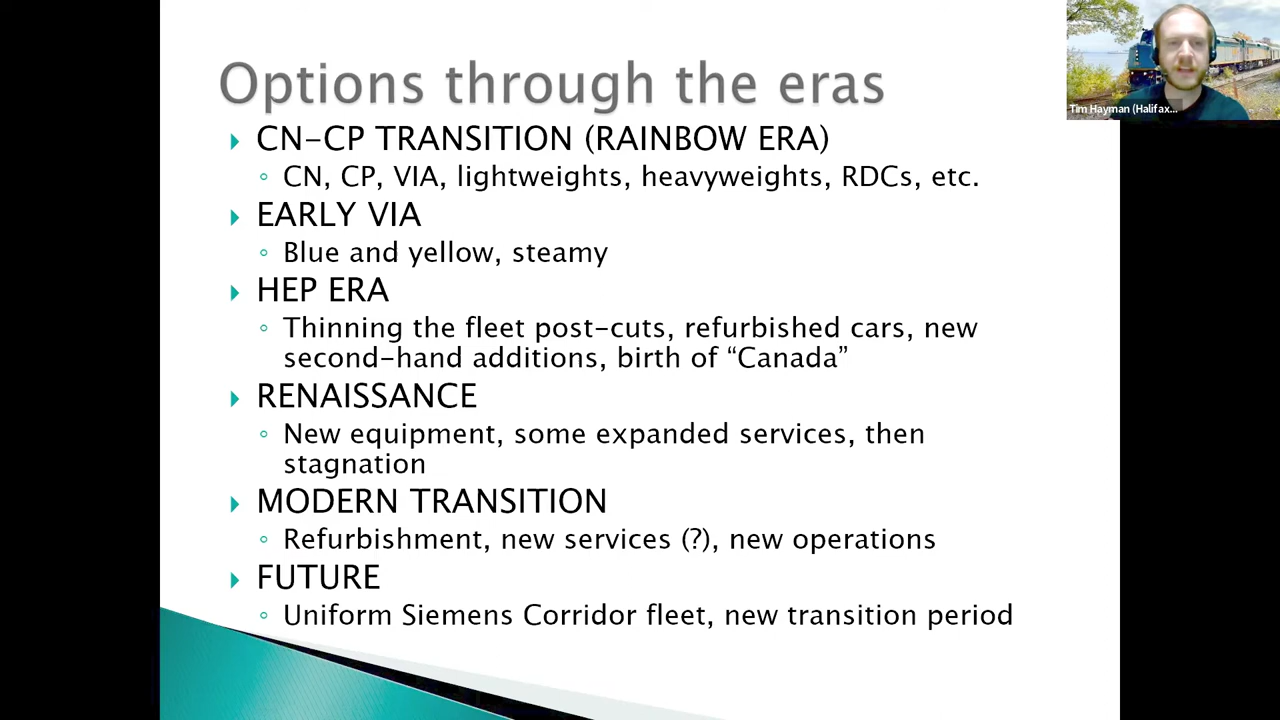 Options through the eras
CN-CP TRANSITION (RAINBOW ERA)
CN, CP, VIA, lightweights, heavyweights, RDCs, etc.
EARLY VIA
Blue and yellow, steamy
HEP ERA
Thinning the fleet post-cuts, refurbished cars, new
second-hand additions, birth of “Canada”
RENAISSANCE
New equipment, some expanded services, then
stagnation
MODERN TRANSITION
Refurbishment, new services (?), new operations
FUTURE
Uniform Siemens Corridor fleet, new transition period
Tim Hayman (Halifax...